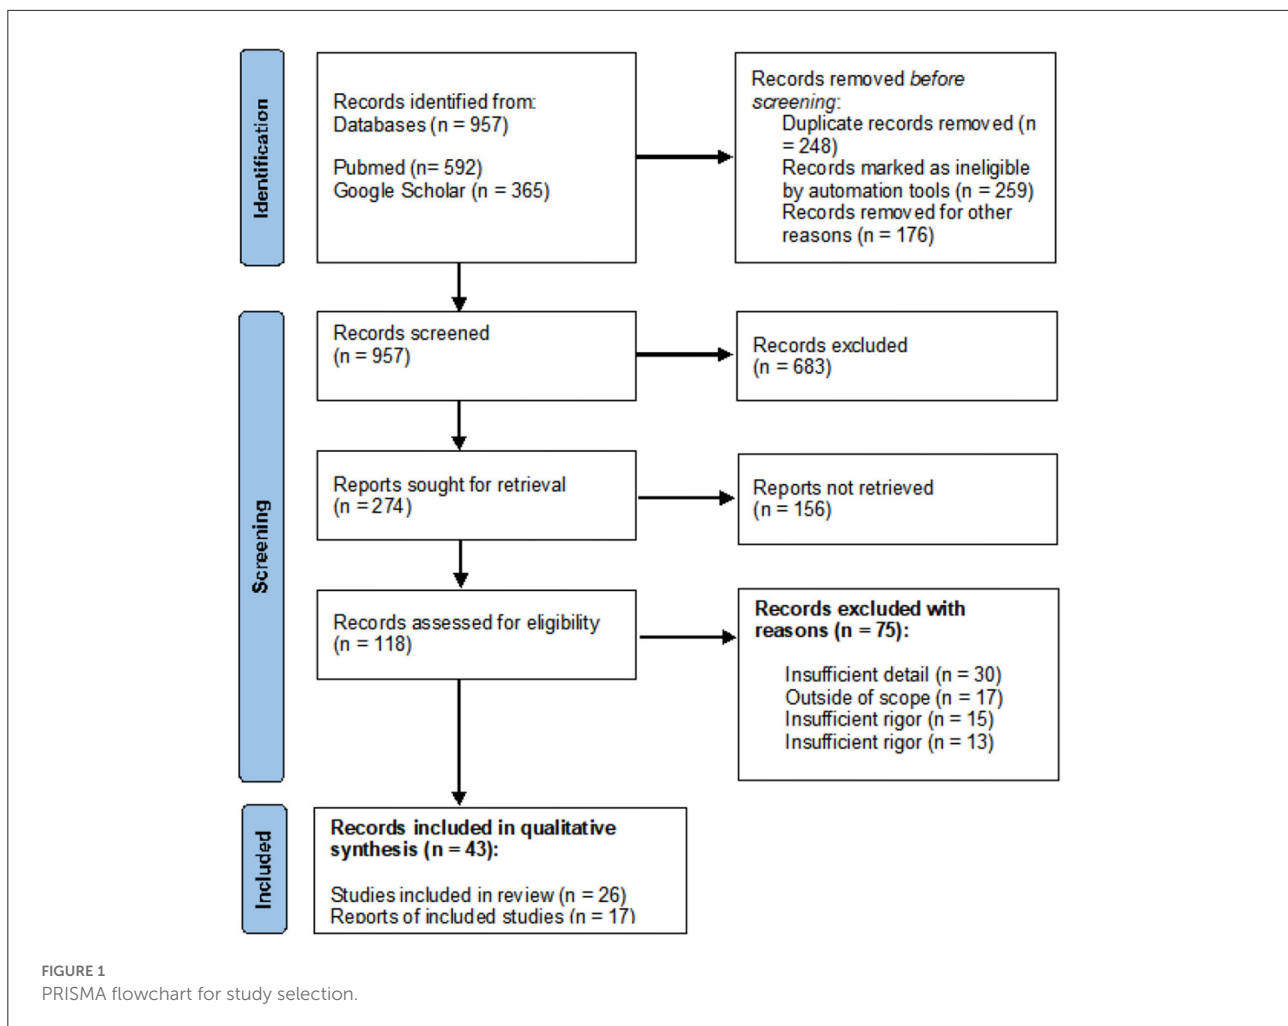 Identification
Records identified from:
Databases (n = 957)
Pubmed (n= 592)
Google Scholar (n = 365)
Records removed before
screening:
Duplicate records removed (n
= 248)
Records marked as ineligible
by automation tools (n = 259)
Records removed for other
reasons (n = 176)
Screening
Records screened
(n = 957)
Records excluded
(n = 683)
Reports sought for retrieval
(n = 274)
Reports not retrieved
(n = 156)
Records assessed for eligibility
(n = 118)
Records excluded with
reasons (n = 75):
Insufficient detail (n = 30)
Outside of scope (n = 17)
Insufficient rigor (n = 15)
Insufficient rigor (n = 13)
Included
Records included in qualitative
synthesis (n = 43):
Studies included in review (n = 26)
Reports of included studies (n = 17)
FIGURE 1
PRISMA flowchart for study selection.